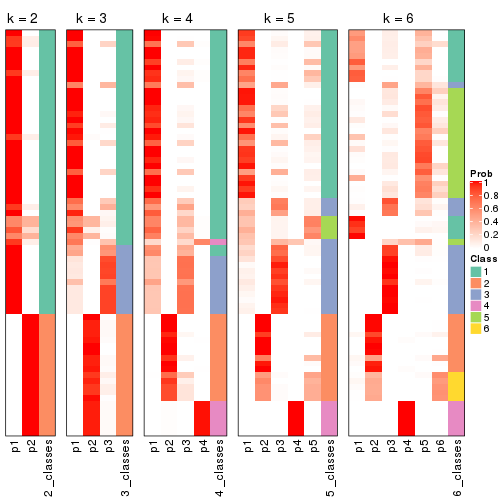 k = 2
k = 3
k = 4
k = 5
k = 6
Prob
1
0.8
0.6
0.4
0.2
0
Class
1
2
3
4
5
6
p1
p2
2_classes
p1
p2
p3
3_classes
p1
p2
p3
p4
4_classes
p1
p2
p3
p4
p5
5_classes
p1
p2
p3
p4
p5
p6
6_classes